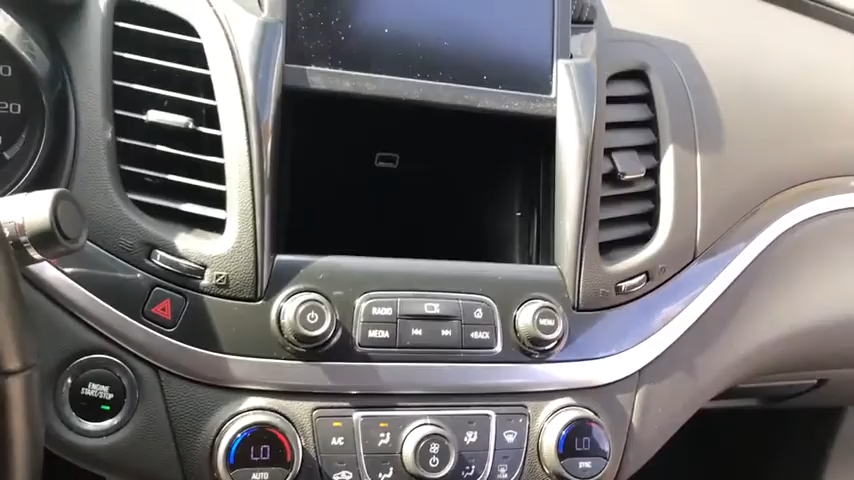 20
RADIO
MEDIA
BACK
MENU
ENGINE
START/STOP
A/C
LO
AUTO
LO
SYNC